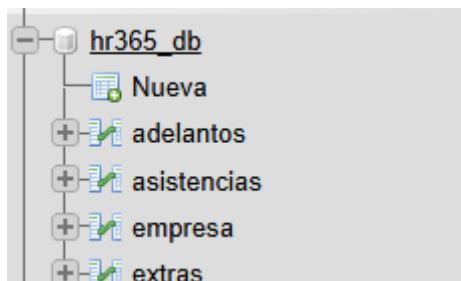 hr365_db
Nueva
adelantos
asistencias
empresa
extras